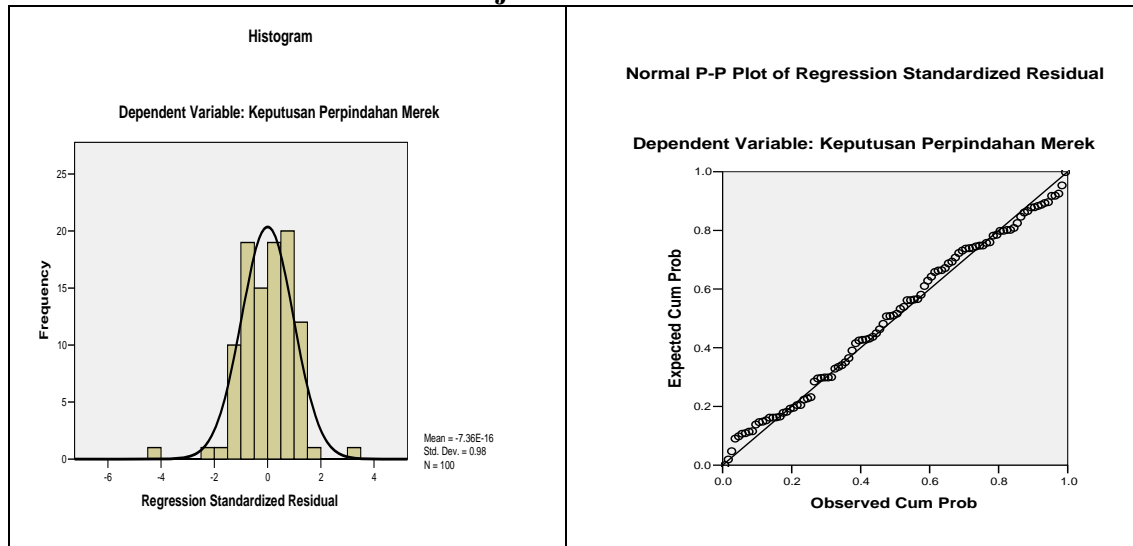 Histogram
Dependent Variable: Keputusan Perpindahan Merek
25
20
15
10
5
0
Frequency
-6 -4 -2 0 2 4
Regression Standardized Residual
Mean = -7.36E-16
Std. Dev. = 0.98
N = 100
Normal P-P Plot of Regression Standardized Residual
Dependent Variable: Keputusan Perpindahan Merek
1.0
0.8
0.6
0.4
0.2
0.0
Expected Cum Prob
0.0 0.2 0.4 0.6 0.8 1.0
Observed Cum Prob